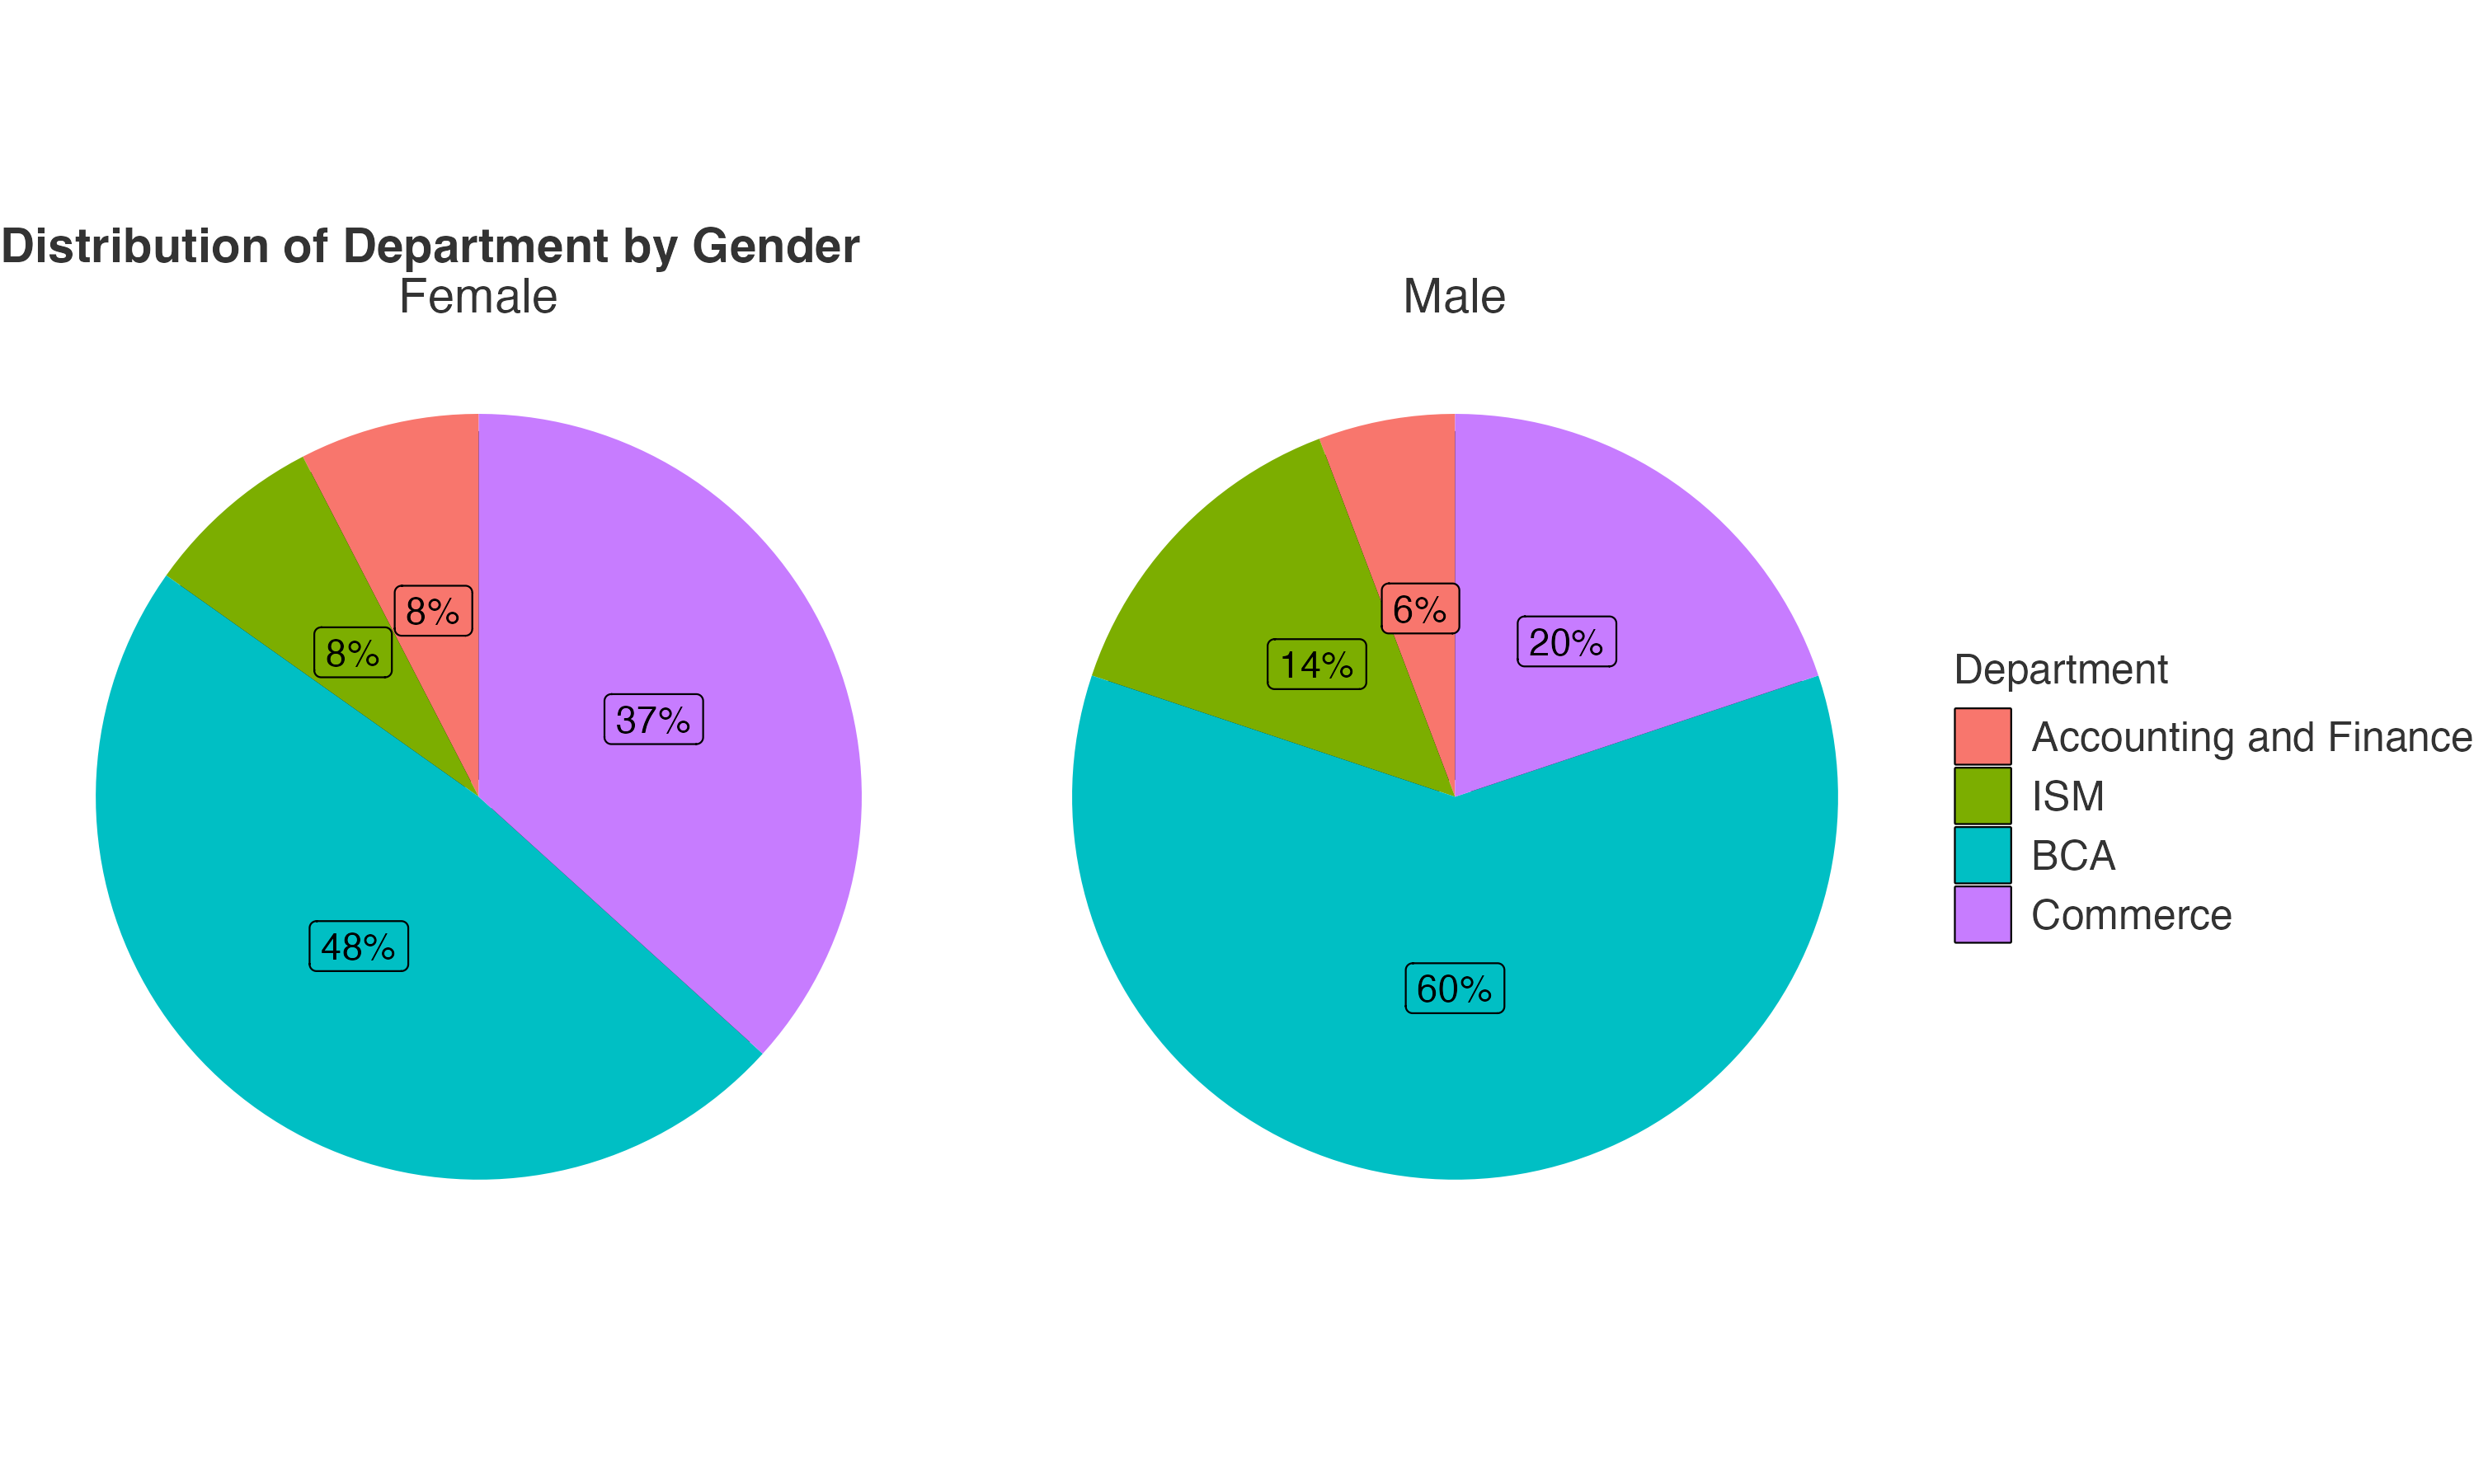 Distribution of Department by Gender
Female
8%
8%
37%
48%
Male
6%
20%
14%
60%
Department
Accounting and Finance
ISM
BCA
Commerce